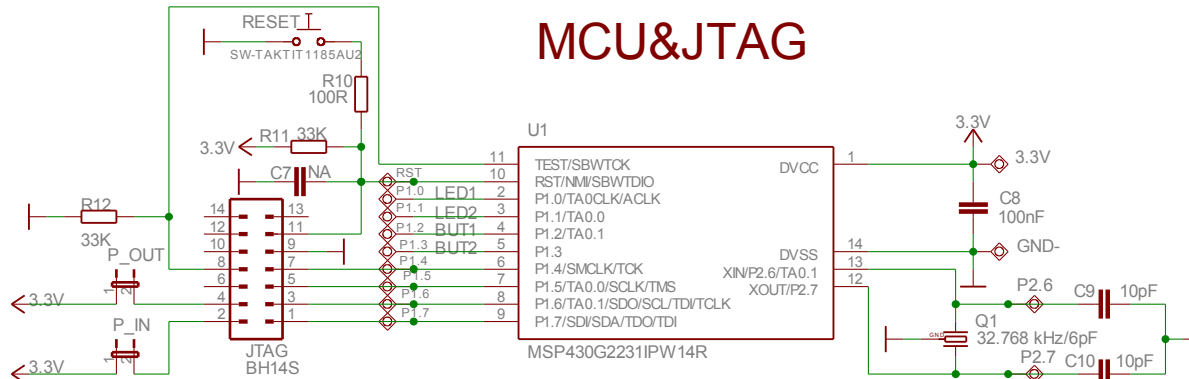 MCU&JTAG
RESET
SW-TAKTIT1185AU2
R10
100R
R11 33K
3.3V
C7 NA
R12
33K
14 13
12 11
10 9
8 7
6 5
4 3
2 1
JTAG
BH14S
P_OUT
1 2
3.3V
P_IN
1 2
3.3V
RST
P1.0 LED1
P1.1 LED2
P1.2 BUT1
P1.3 BUT2
P1.4
P1.5
P1.6
P1.7
U1
11 TEST/SBWTCK
10 RST/NMI/SBWTDIO
2 P1.0/TA0CLK/ACLK
3 P1.1/TA0.0
4 P1.2/TA0.1
5 P1.3
6 P1.4/SMCLK/TCK
7 P1.5/TA0.0/SCLK/TMS
8 P1.6/TA0.1/SDO/SCL/TDI/TCLK
9 P1.7/SDI/SDA/TDO/TDI
DVCC 1
DVSS 14
XIN/P2.6/TA0.1 13
XOUT/P2.7 12
MSP430G2231IPW14R
3.3V
3.3V
C8
100nF
GND-
P2.6
C9 10pF
GND
Q1
32.768 kHz/6pF
P2.7
C10 10pF